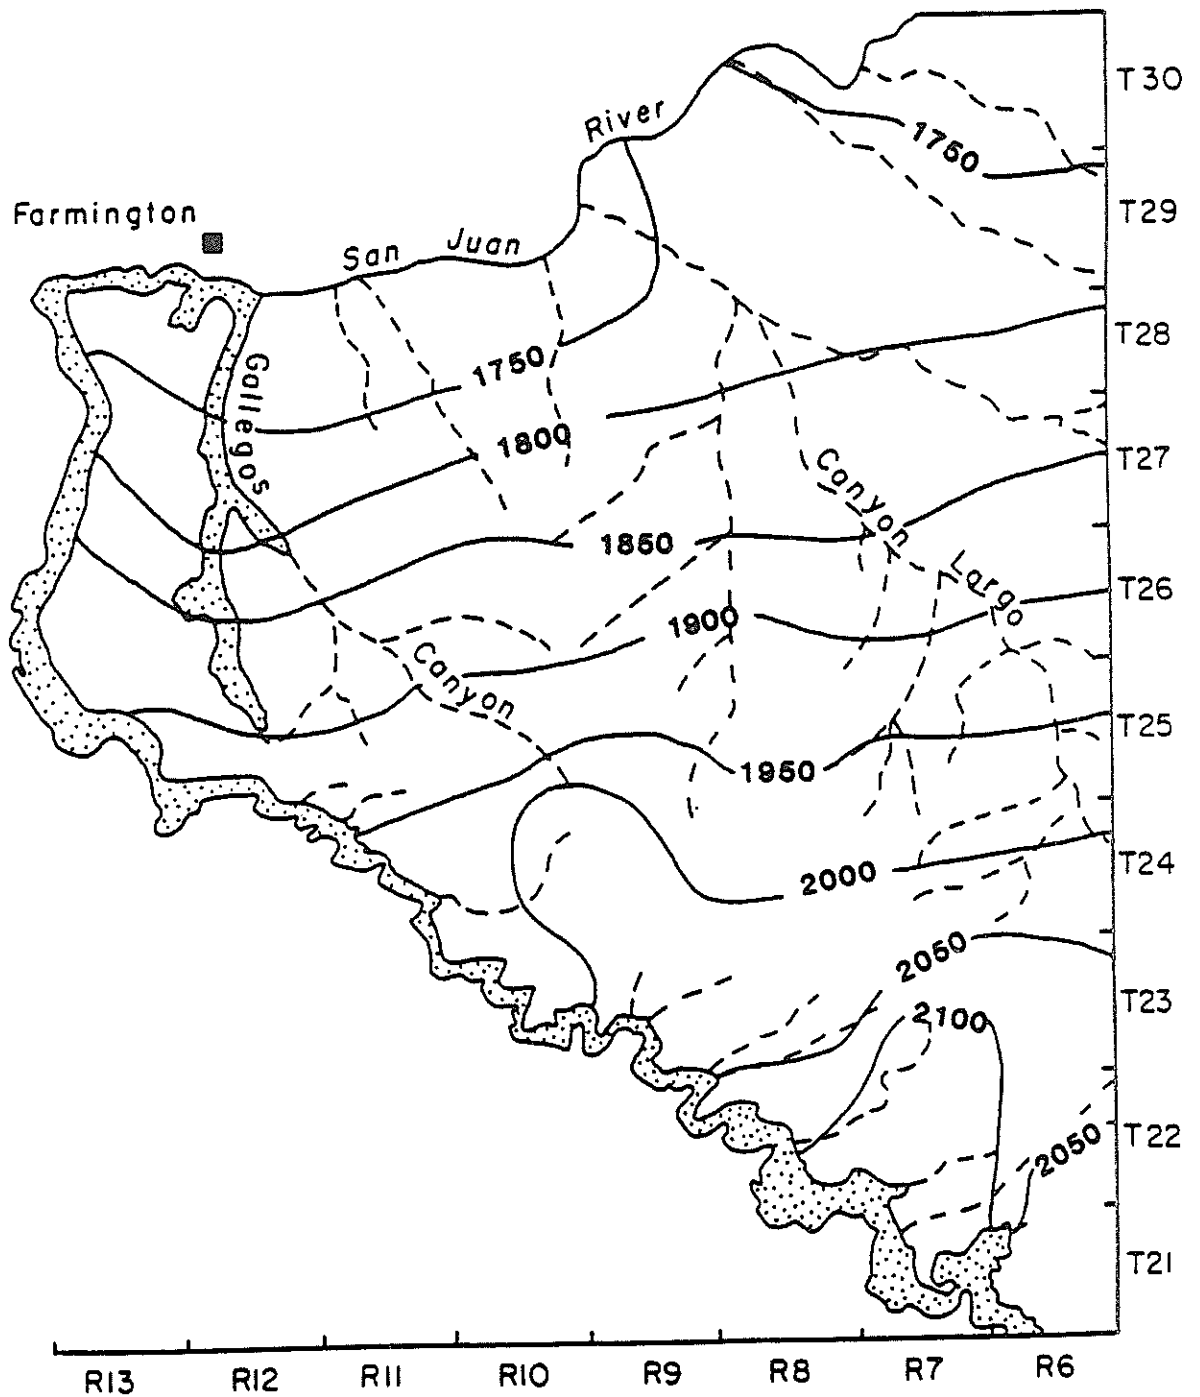 T30
River
1750
T29
Farmington
San Juan
T28
1750
Gallegos
1800
T27
Canyon
1850
Largo
T26
1900
Canyon
T25
1950
T24
2000
2050
T23
2100
T22
2050
T21
R13 R12 R11 R10 R9 R8 R7 R6